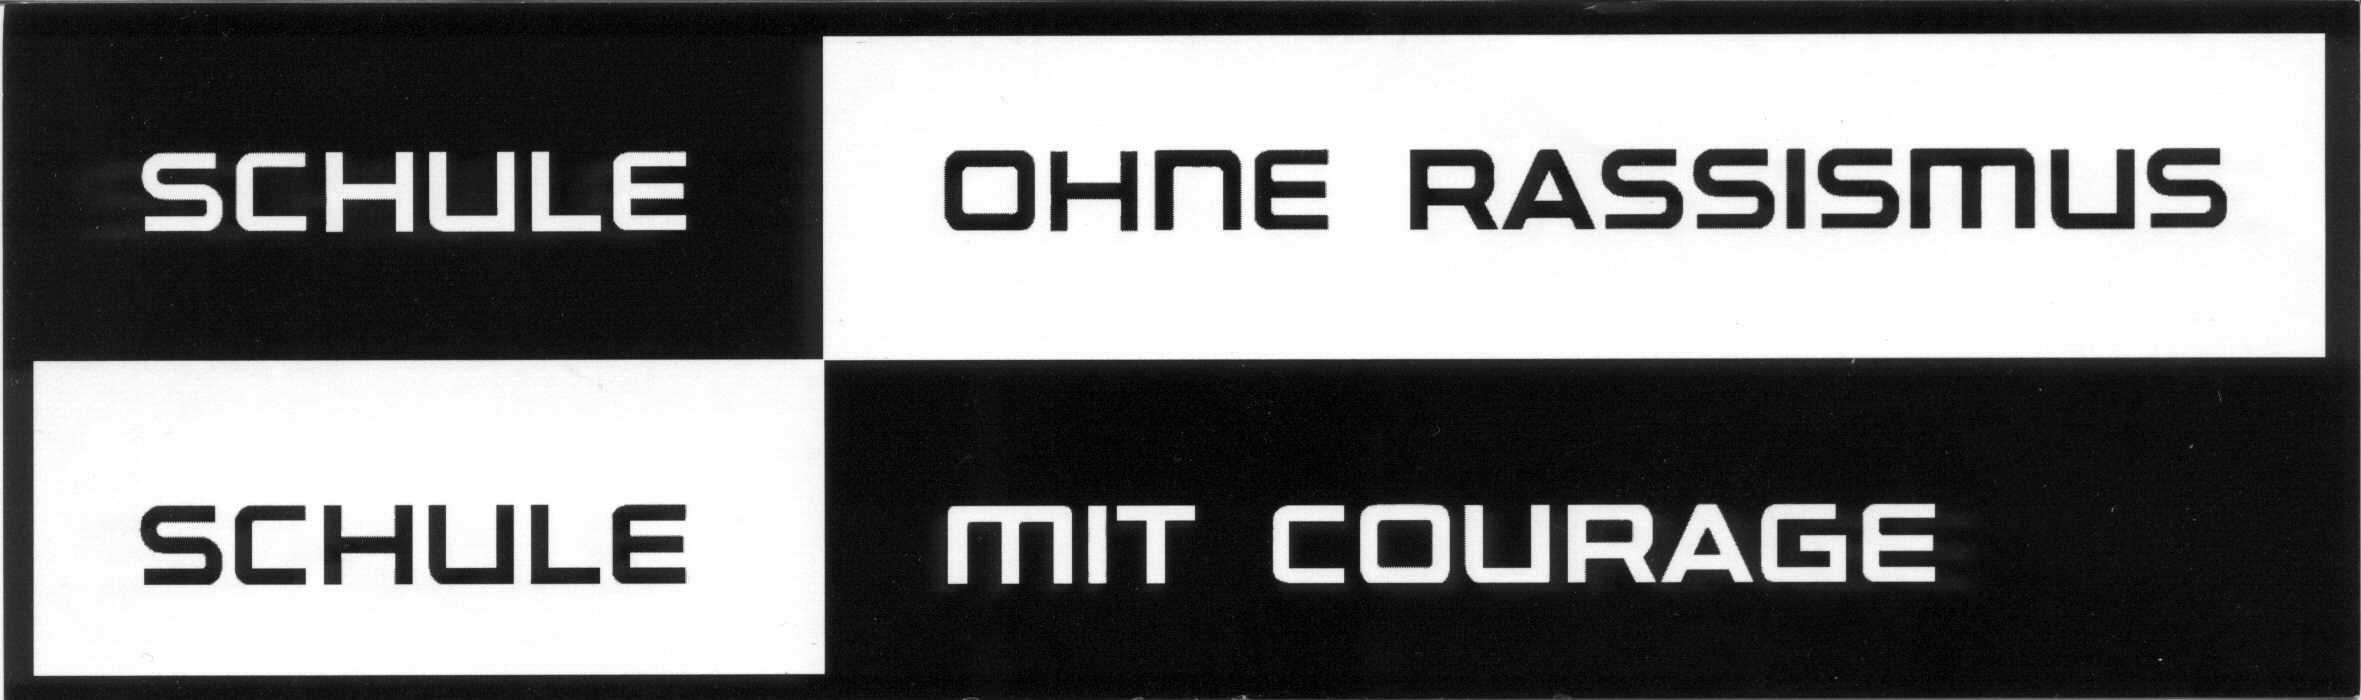 SCHULE OHNE RASSISMUS
SCHULE MIT COURAGE